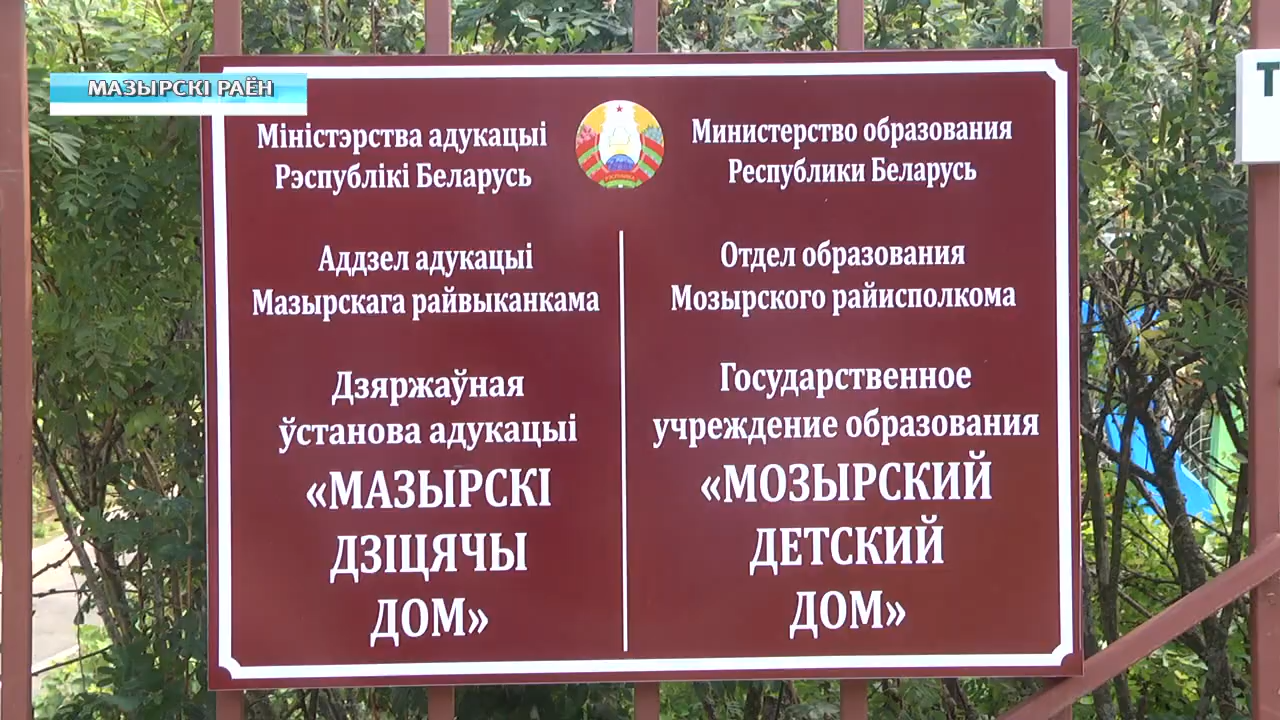 МАЗЫРСКІ РАЁН
Міністэрства адукацыі
Рэспублікі Беларусь
Аддзел адукацыі
Мазырскага райвыканкама
Дзяржаўная
ўстанова адукацыі
«МАЗЫРСКІ
ДЗІЦЯЧЫ
ДОМ»
Министерство образования
Республики Беларусь
Отдел образования
Мозырского райисполкома
Государственное
учреждение образования
«МОЗЫРСКИЙ
ДЕТСКИЙ
ДОМ»